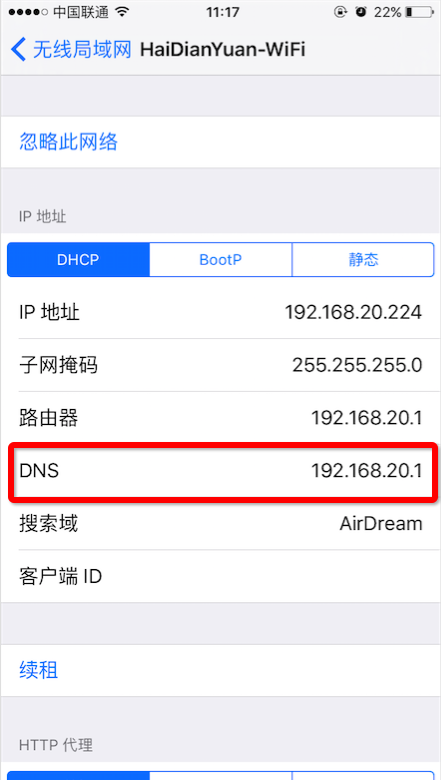 中国联通 11:17 22%
无线局域网 HaiDianYuan-WiFi
忽略此网络
IP 地址
DHCP BootP 静态
IP 地址 192.168.20.224
子网掩码 255.255.255.0
路由器 192.168.20.1
DNS 192.168.20.1
搜索域 AirDream
客户端 ID
续租
HTTP 代理